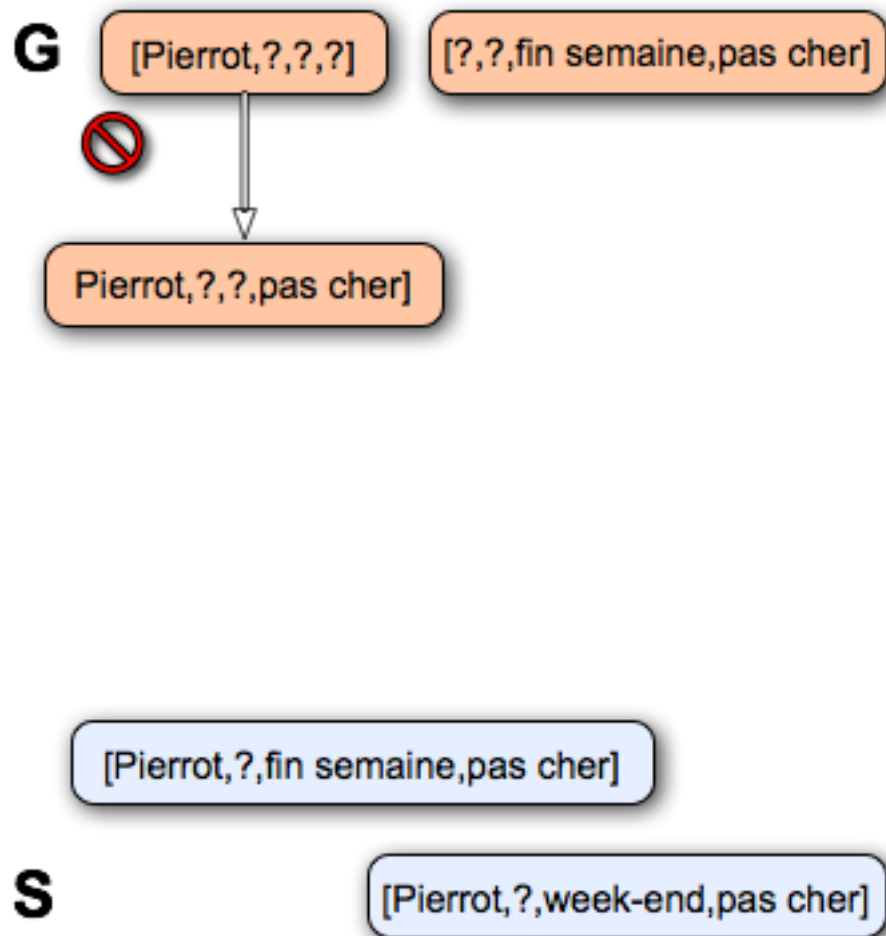 G
[Pierrot,?,?,?]
[?,?,fin semaine,pas cher]
Pierrot,?,?,pas cher]
[Pierrot,?,fin semaine,pas cher]
S
[Pierrot,?,week-end,pas cher]